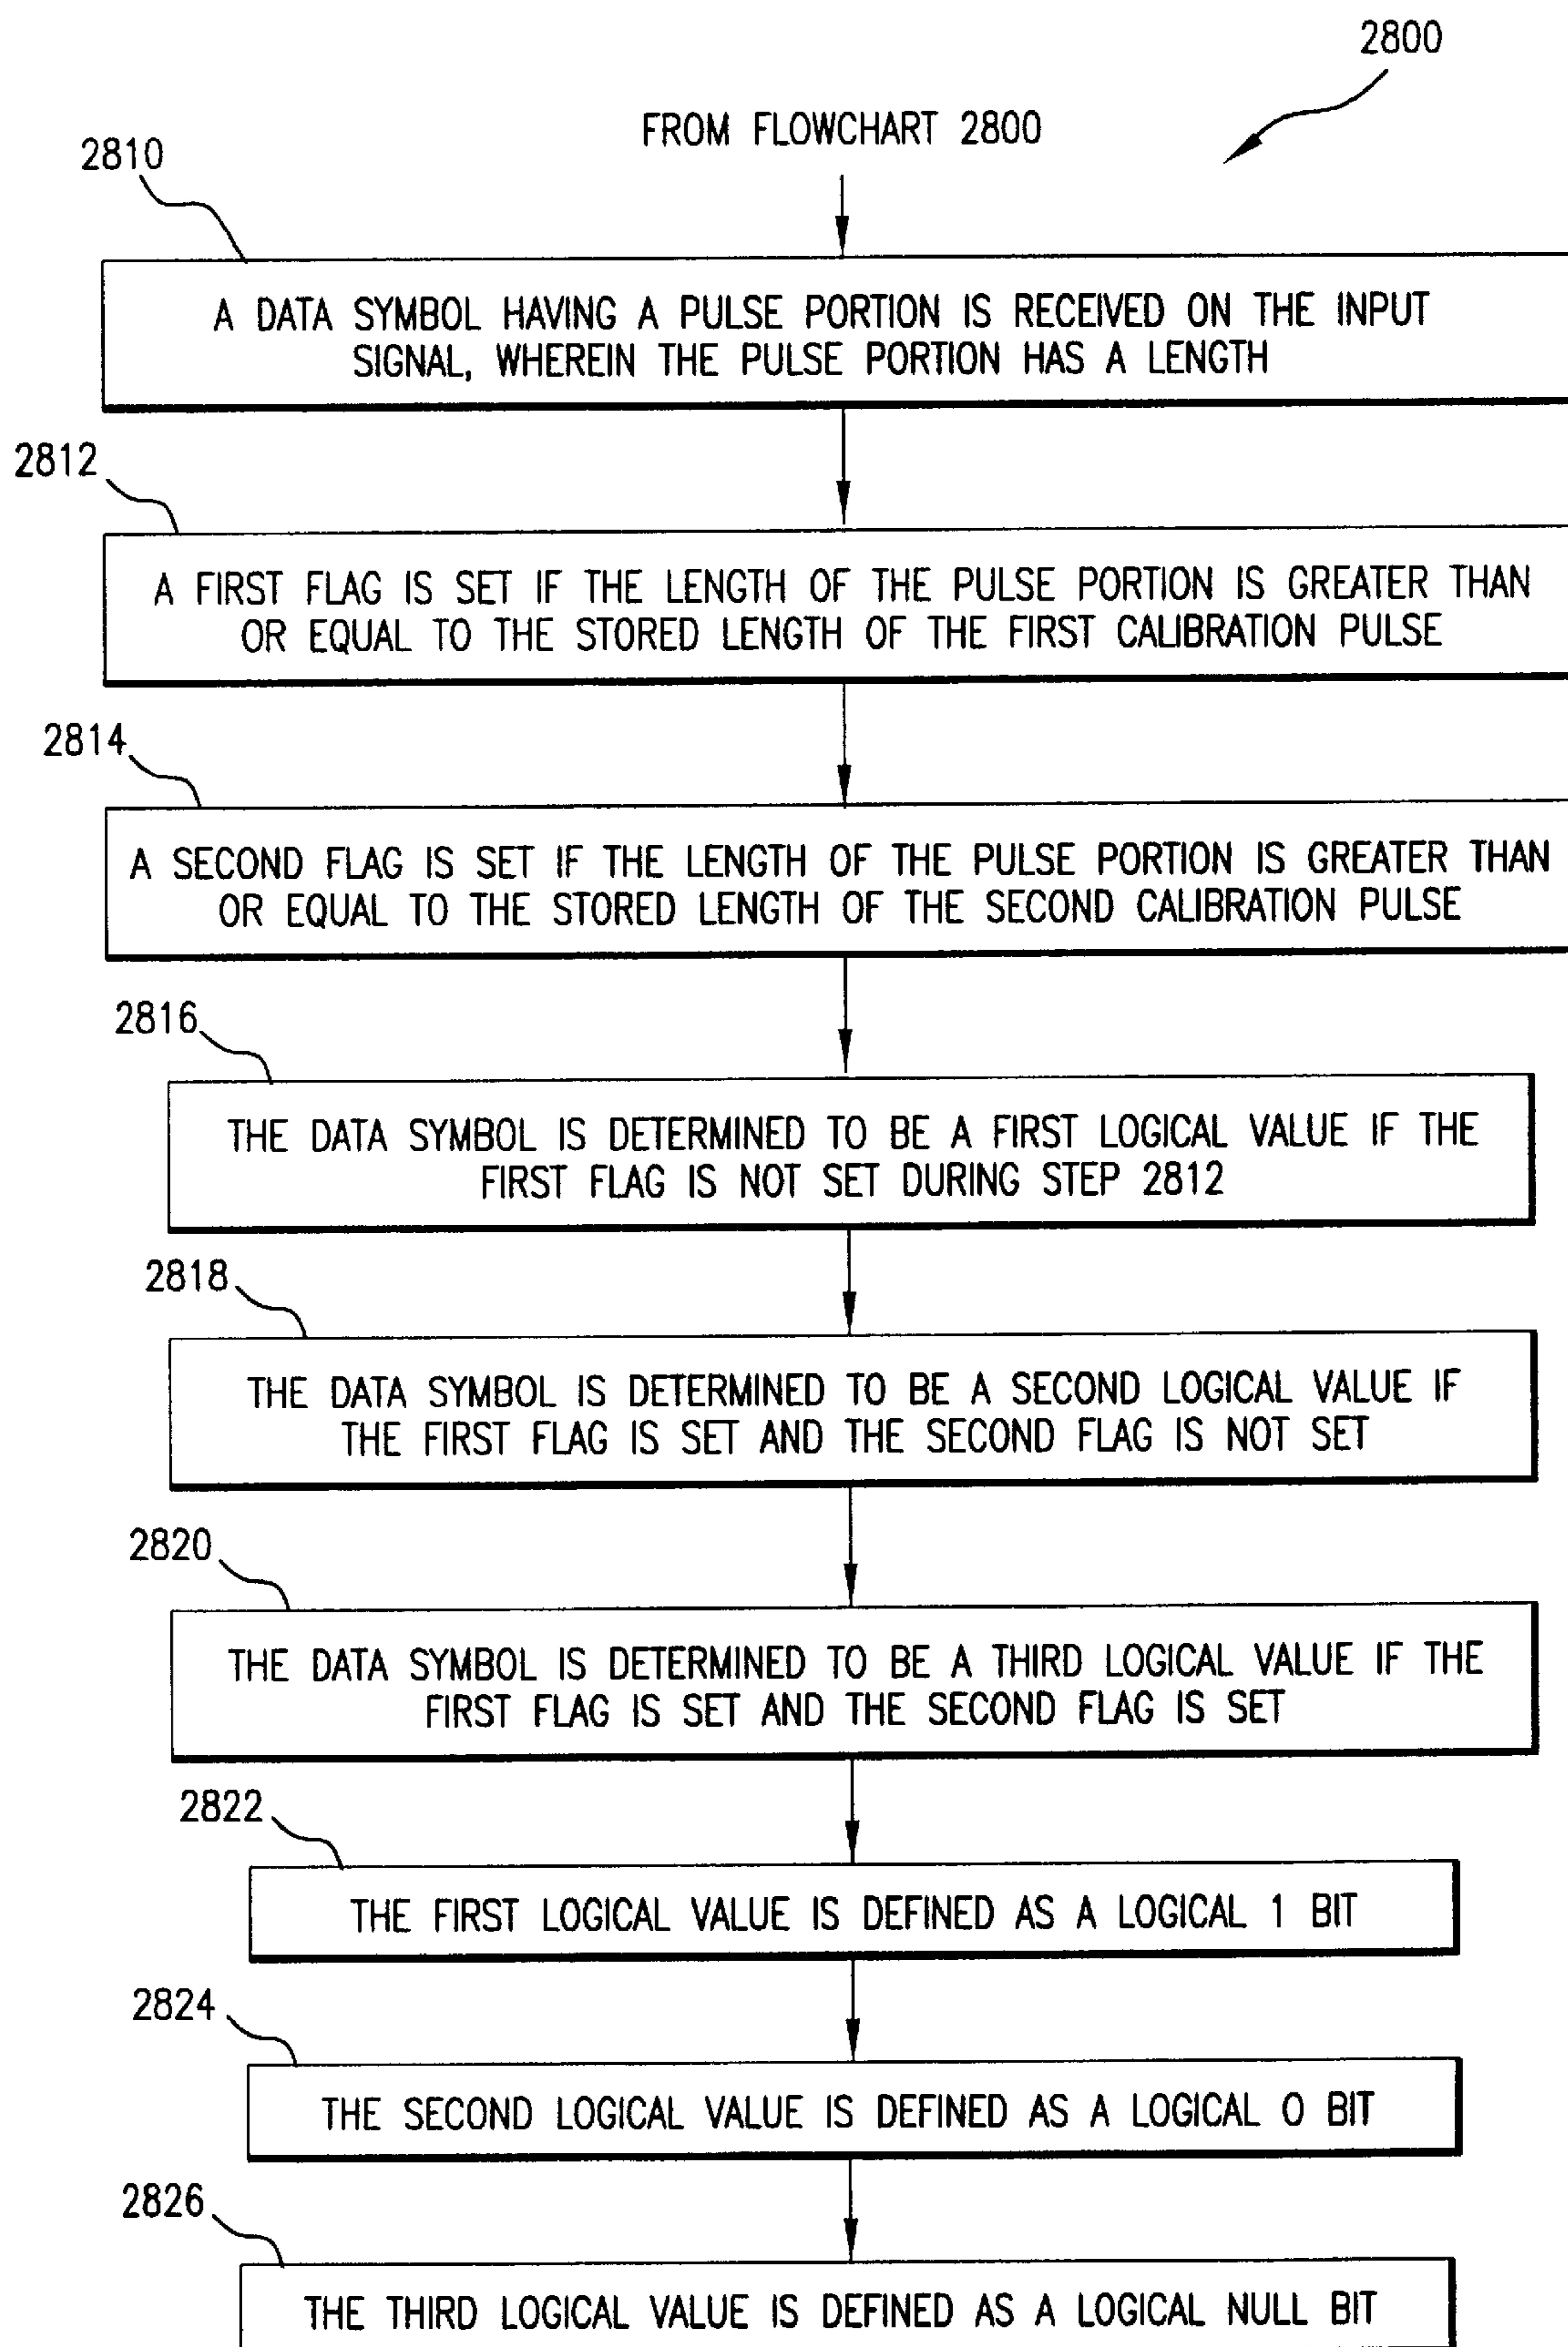 2800
FROM FLOWCHART 2800
2810
A DATA SYMBOL HAVING A PULSE PORTION IS RECEIVED ON THE INPUT
SIGNAL, WHEREIN THE PULSE PORTION HAS A LENGTH
2812
A FIRST FLAG IS SET IF THE LENGTH OF THE PULSE PORTION IS GREATER THAN
OR EQUAL TO THE STORED LENGTH OF THE FIRST CALIBRATION PULSE
2814
A SECOND FLAG IS SET IF THE LENGTH OF THE PULSE PORTION IS GREATER THAN
OR EQUAL TO THE STORED LENGTH OF THE SECOND CALIBRATION PULSE
2816
THE DATA SYMBOL IS DETERMINED TO BE A FIRST LOGICAL VALUE IF THE
FIRST FLAG IS NOT SET DURING STEP 2812
2818
THE DATA SYMBOL IS DETERMINED TO BE A SECOND LOGICAL VALUE IF
THE FIRST FLAG IS SET AND THE SECOND FLAG IS NOT SET
2820
THE DATA SYMBOL IS DETERMINED TO BE A THIRD LOGICAL VALUE IF THE
FIRST FLAG IS SET AND THE SECOND FLAG IS SET
2822
THE FIRST LOGICAL VALUE IS DEFINED AS A LOGICAL 1 BIT
2824
THE SECOND LOGICAL VALUE IS DEFINED AS A LOGICAL 0 BIT
2826
THE THIRD LOGICAL VALUE IS DEFINED AS A LOGICAL NULL BIT